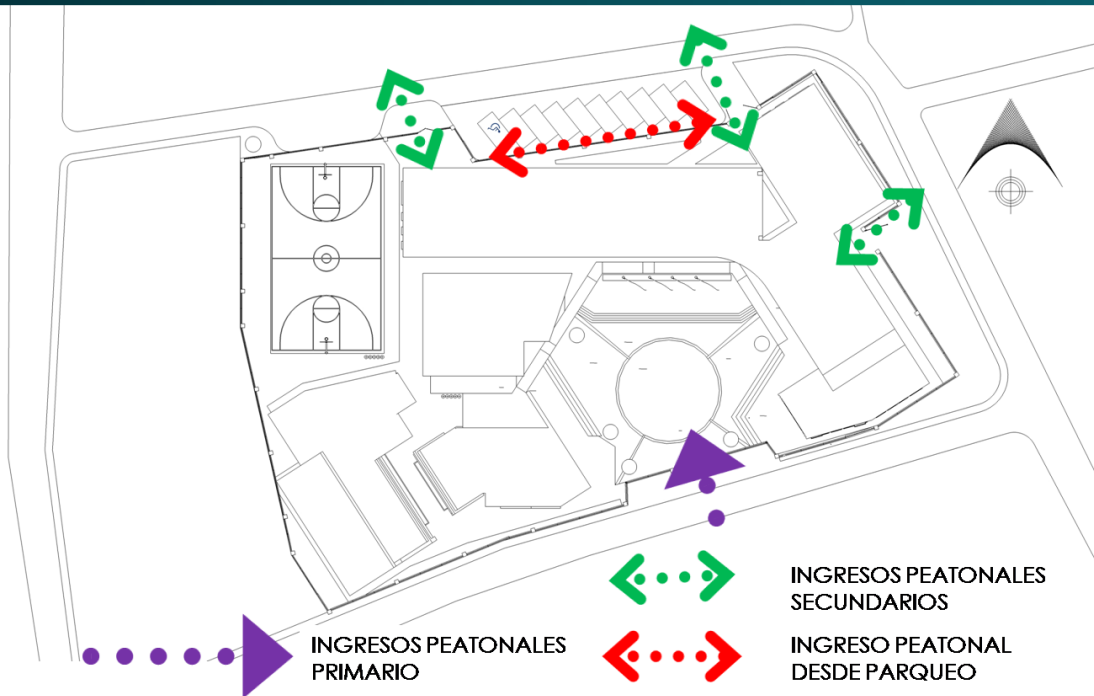 INGRESOS PEATONALES
SECUNDARIOS
INGRESOS PEATONALES
PRIMARIO
INGRESO PEATONAL
DESDE PARQUEO